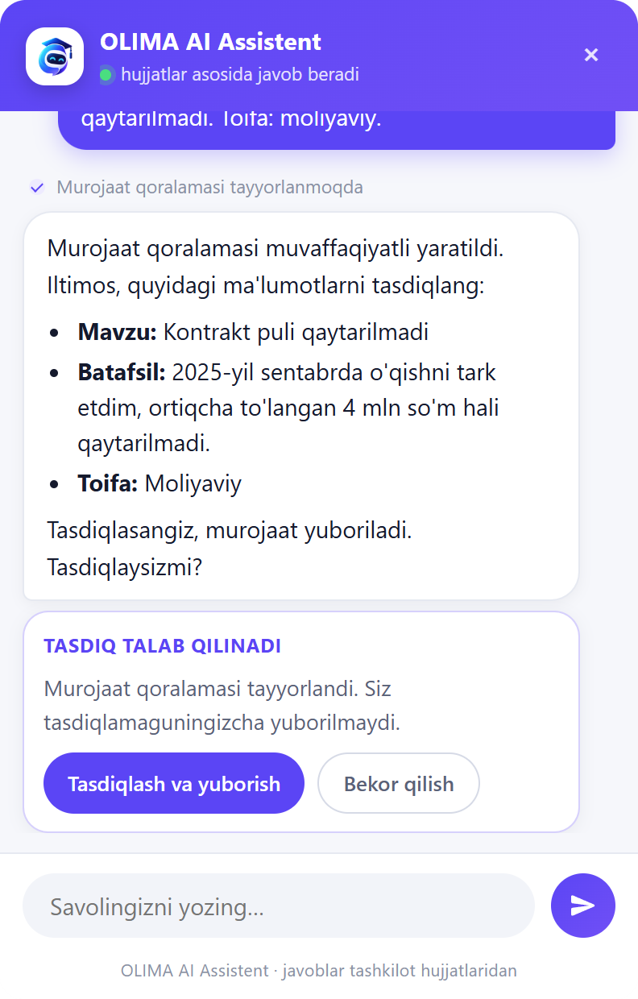 OLIMA AI Assistent
hujjatlar asosida javob beradi
qaytarilmadi. Toifa: moliyaviy.
Murojaat qoralamasi tayyorlanmoqda
Murojaat qoralamasi muvaffaqiyatli yaratildi.
Iltimos, quyidagi ma'lumotlarni tasdiqlang:
• Mavzu: Kontrakt puli qaytarilmadi
• Batafsil: 2025-yil sentabrda o'qishni tark
etdim, ortiqcha to'langan 4 mln so'm hali
qaytarilmadi.
• Toifa: Moliyaviy
Tasdiqlasangiz, murojaat yuboriladi.
Tasdiqlaysizmi?
TASDIQ TALAB QILINADI
Murojaat qoralamasi tayyorlandi. Siz
tasdiqlamaguningizcha yuborilmaydi.
Tasdiqlash va yuborish
Bekor qilish
Savolingizni yozing...
OLIMA AI Assistent · javoblar tashkilot hujjatlaridan